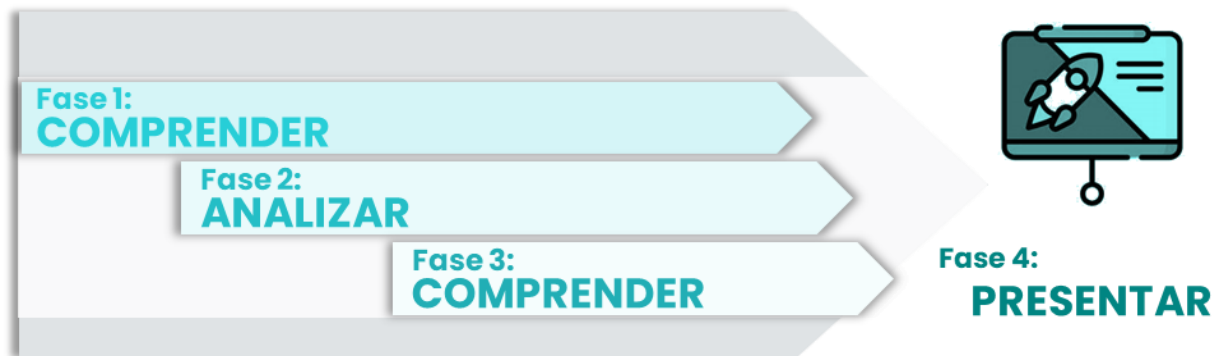 Fase 1:
COMPRENDER
Fase 2:
ANALIZAR
Fase 3:
COMPRENDER
Fase 4:
PRESENTAR